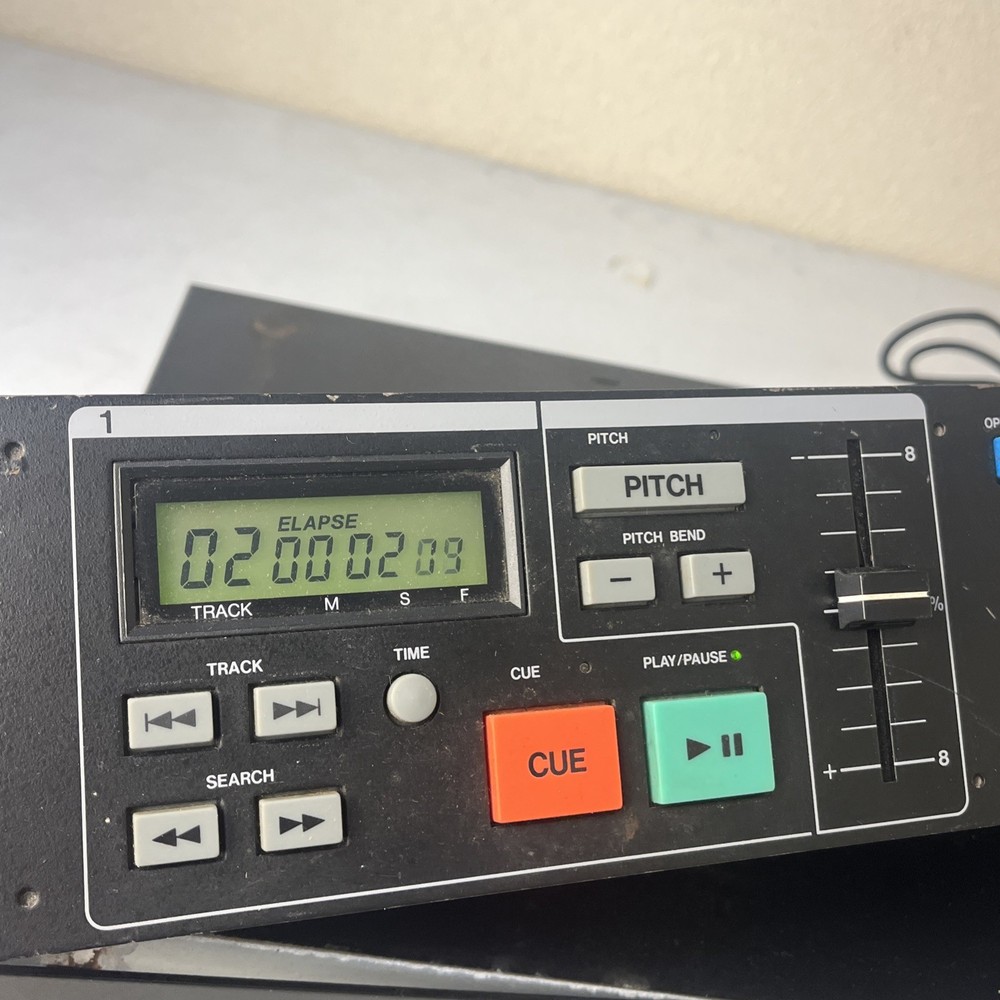 1
ELAPSE
02 00 02 09
TRACK M S F
TRACK
TIME
SEARCH
CUE
CUE
PLAY/PAUSE
PITCH
PITCH
PITCH BEND
− +
− 8
%
+ 8
OP